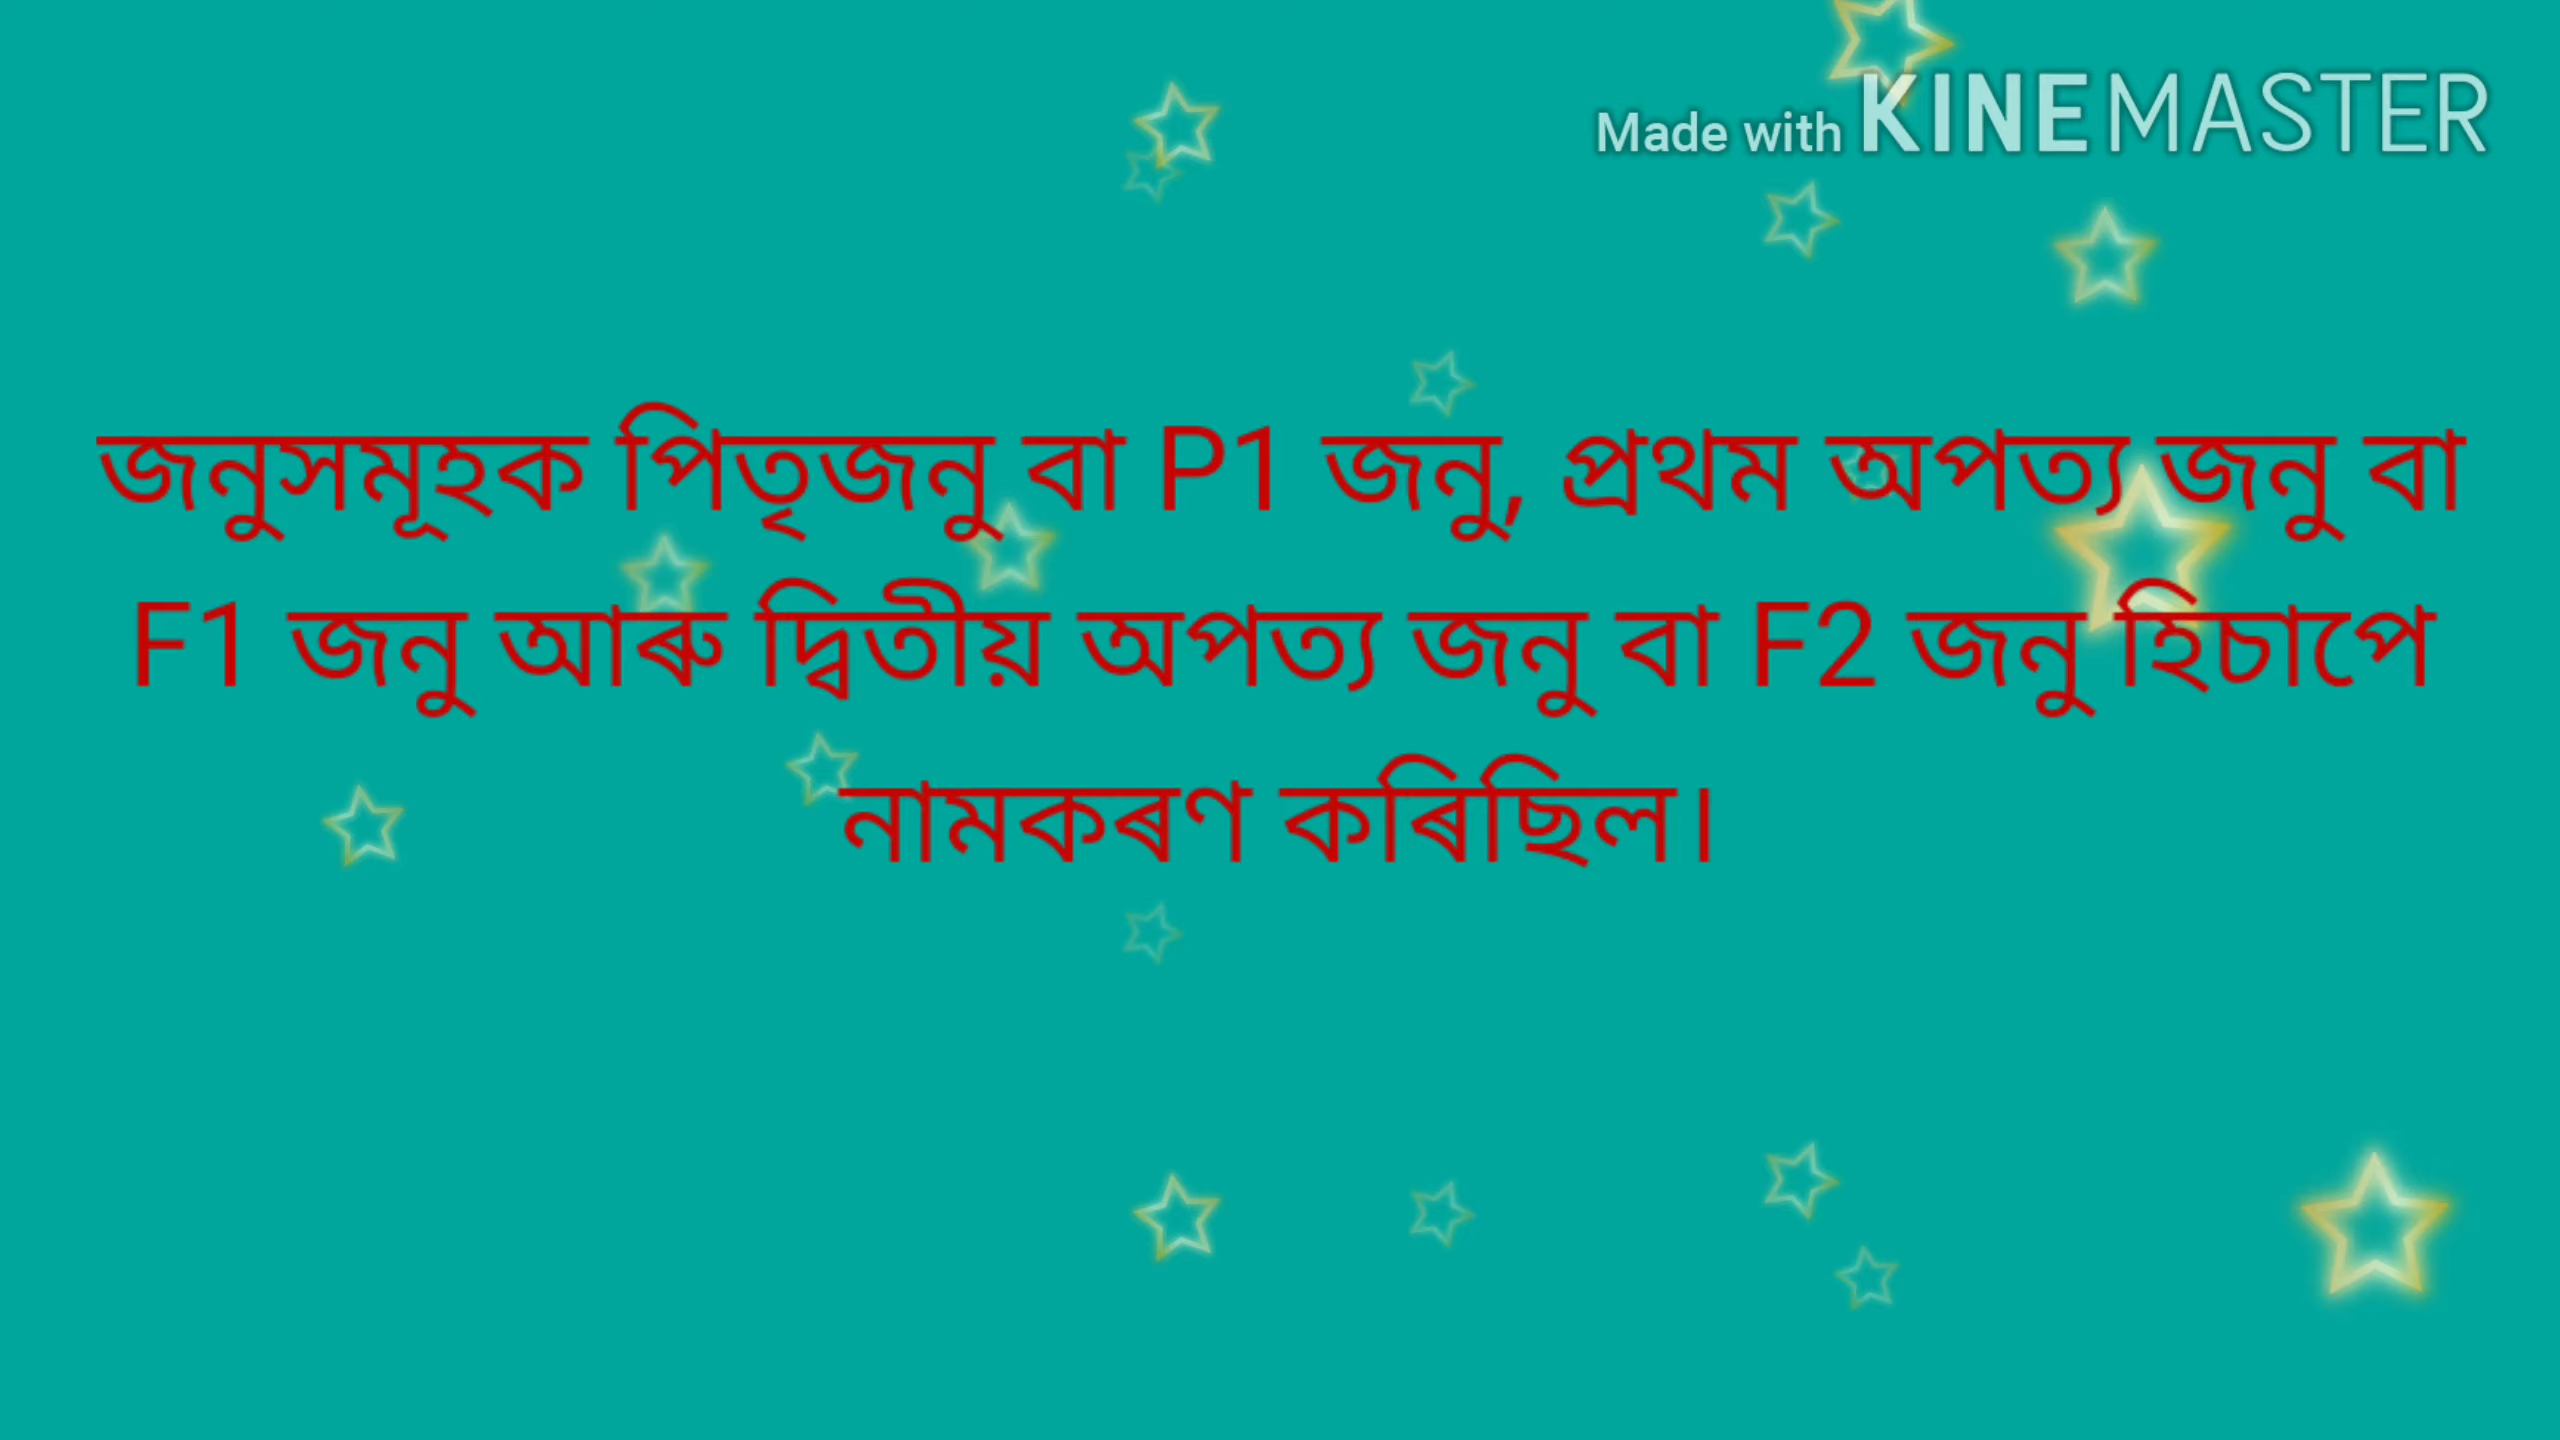 Made with KINEMASTER
জনুসমূহক পিতৃজনু বা P1 জনু, প্ৰথম অপত্য জনু বা
F1 জনু আৰু দ্বিতীয় অপত্য জনু বা F2 জনু হিচাপে
নামকৰণ কৰিছিল।